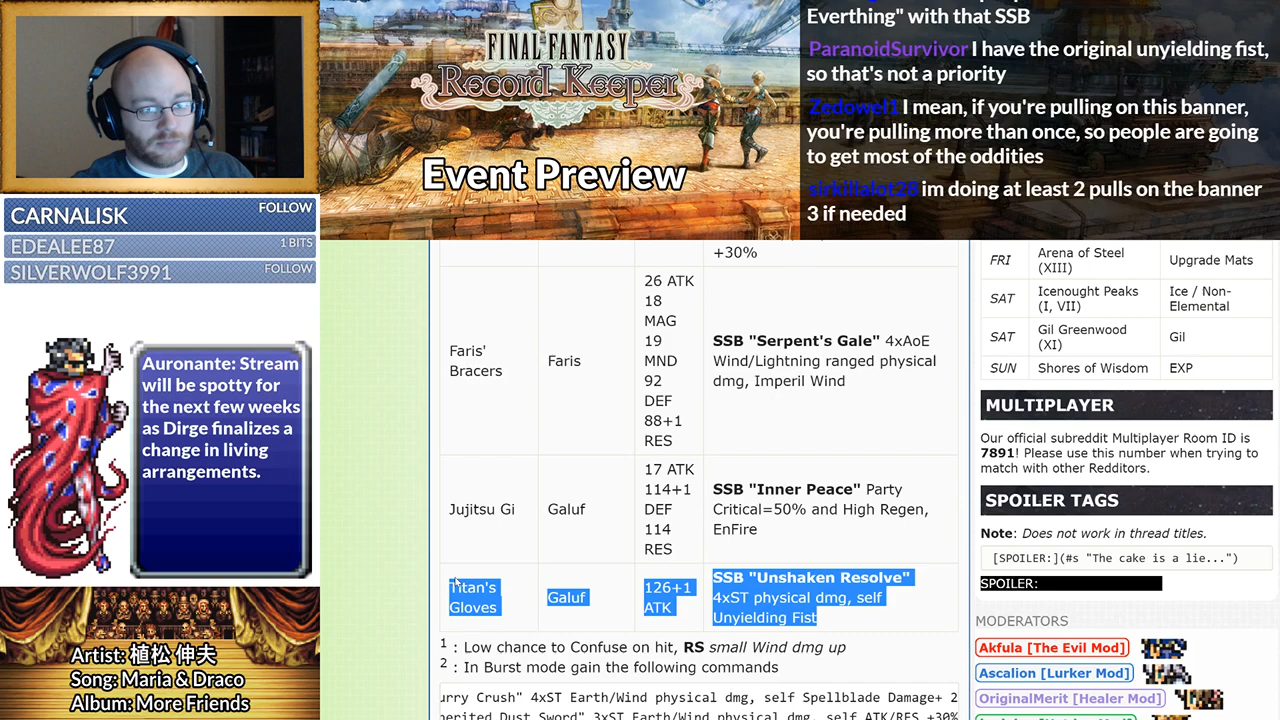 FINAL FANTASY
Record Keeper
Event Preview
Everthing" with that SSB
ParanoidSurvivor I have the original unyielding fist,
so that's not a priority
Zedowel1 I mean, if you're pulling on this banner,
you're pulling more than once, so people are going
to get most of the oddities
sirkillalot28 im doing at least 2 pulls on the banner
3 if needed
CARNALISK FOLLOW
EDEALEE87 1 BITS
SILVERWOLF3991 FOLLOW
Auronante: Stream
will be spotty for
the next few weeks
as Dirge finalizes a
change in living
arrangements.
Artist: 植松 伸夫
Song: Maria & Draco
Album: More Friends
+30%
Faris'
Bracers
Faris
26 ATK
18
MAG
19
MND
92
DEF
88+1
RES
SSB "Serpent's Gale" 4xAoE
Wind/Lightning ranged physical
dmg, Imperil Wind
Jujitsu Gi
Galuf
17 ATK
114+1
DEF
114
RES
SSB "Inner Peace" Party
Critical=50% and High Regen,
EnFire
Titan's
Gloves
Galuf
126+1
ATK
SSB "Unshaken Resolve"
4xST physical dmg, self
Unyielding Fist
1 : Low chance to Confuse on hit, RS small Wind dmg up
2 : In Burst mode gain the following commands
urry Crush" 4xST Earth/Wind physical dmg, self Spellblade Damage+ 2
herited Dust Sword" 3xST Earth/Wind physical dmg, self ATK/RES +30%
FRI Arena of Steel (XIII) Upgrade Mats
SAT Icenought Peaks (I, VII) Ice / Non-Elemental
SAT Gil Greenwood (XI) Gil
SUN Shores of Wisdom EXP
MULTIPLAYER
Our official subreddit Multiplayer Room ID is
7891! Please use this number when trying to
match with other Redditors.
SPOILER TAGS
Note: Does not work in thread titles.
[SPOILER:](#s "The cake is a lie...")
SPOILER:
MODERATORS
Akfula [The Evil Mod]
Ascalion [Lurker Mod]
OriginalMerit [Healer Mod]